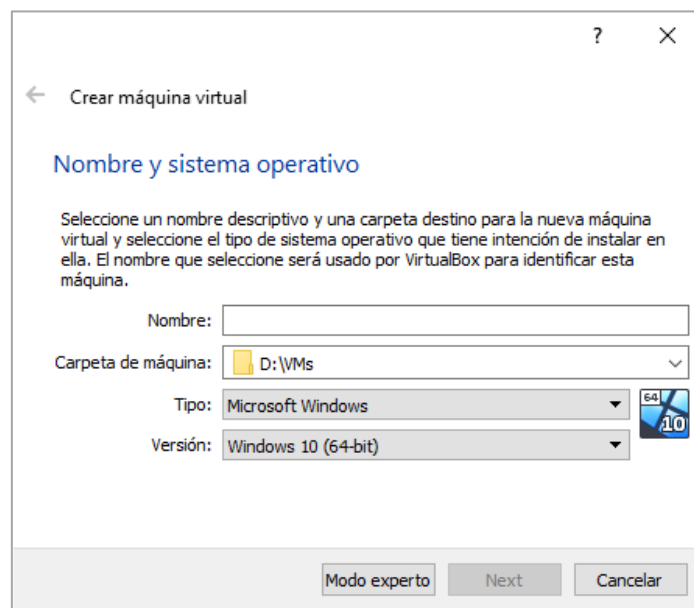 ?
Crear máquina virtual
Nombre y sistema operativo
Seleccione un nombre descriptivo y una carpeta destino para la nueva máquina
virtual y seleccione el tipo de sistema operativo que tiene intención de instalar en
ella. El nombre que seleccione será usado por VirtualBox para identificar esta
máquina.
Nombre:
Carpeta de máquina: D:\VMs
Tipo: Microsoft Windows
64
Versión: Windows 10 (64-bit)
10
Modo experto Next Cancelar